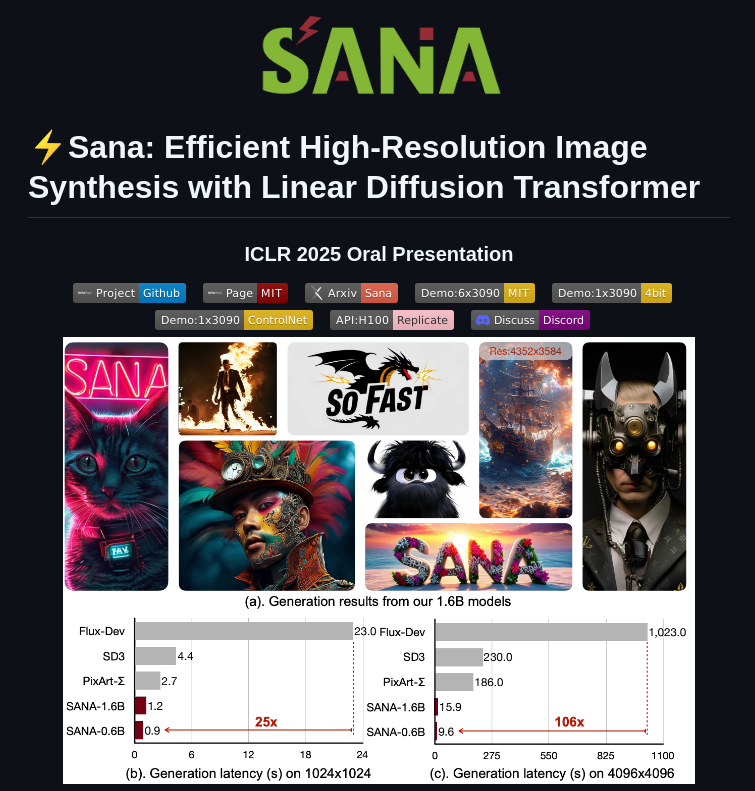 SANA
⚡Sana: Efficient High-Resolution Image
Synthesis with Linear Diffusion Transformer
ICLR 2025 Oral Presentation
Project Github
Page MIT
Arxiv Sana
Demo:6x3090 MIT
Demo:1x3090 4bit
Demo:1x3090 ControlNet
API:H100 Replicate
Discuss Discord
SANA
SO FAST
Res:4352x3584
SANA
(a). Generation results from our 1.6B models
Flux-Dev 23.0
SD3 4.4
PixArt-Σ 2.7
SANA-1.6B 1.2
SANA-0.6B 0.9 25x
0 6 12 18 24
(b). Generation latency (s) on 1024x1024
Flux-Dev 1,023.0
SD3 230.0
PixArt-Σ 186.0
SANA-1.6B 15.9
SANA-0.6B 9.6 106x
0 275 550 825 1100
(c). Generation latency (s) on 4096x4096